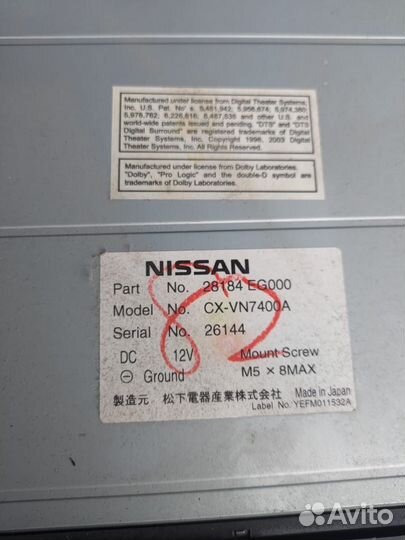 Manufactured under license from Digital Theater Systems,
Inc. U.S. Pat. No' s. 5,451,942; 5,956,674; 5,974,380;
5,978,762; 6,226,616; 6,487,535 and other U.S. and
world-wide patents issued and pending. "DTS" and "DTS
Digital Surround" are registered trademarks of Digital
Theater Systems, Inc. Copyright 1996, 2003 Digital
Theater Systems, Inc. All Rights Reserved.
Manufactured under license from Dolby Laboratories.
"Dolby", "Pro Logic" and the double-D symbol are
trademarks of Dolby Laboratories.
NISSAN
Part No. 28184 EG000
Model No. CX-VN7400A
Serial No. 26144
DC 12V Mount Screw
⊖ Ground M5 × 8MAX
製造元 松下電器産業株式会社 Made in Japan
Label No. YEFM011532A
Avito